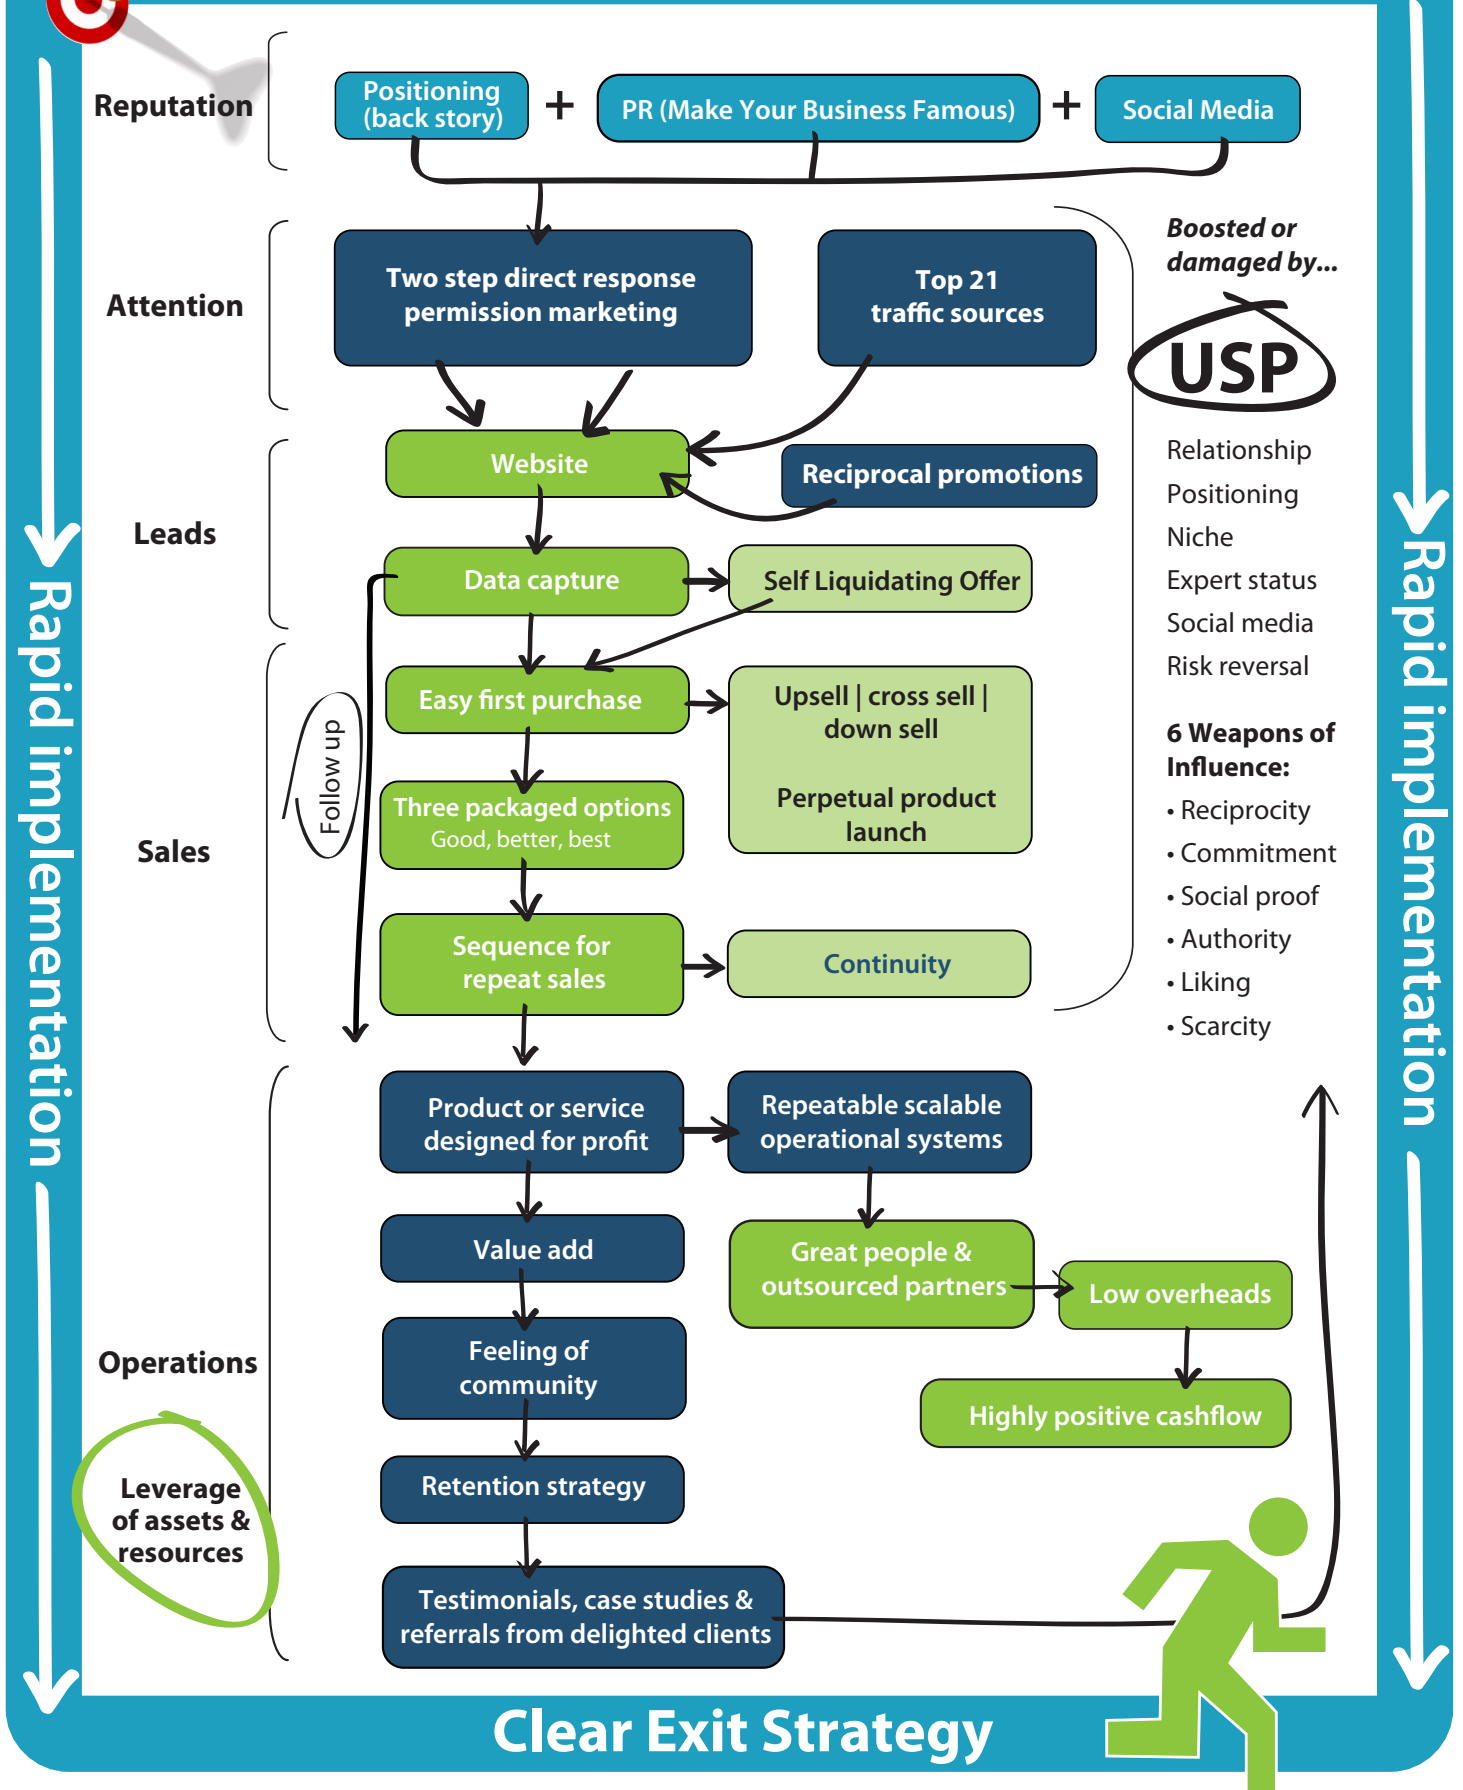 Reputation
Positioning
(back story)
+
PR (Make Your Business Famous)
+
Social Media
Attention
Two step direct response
permission marketing
Top 21
traffic sources
Boosted or
damaged by...
USP
Relationship
Positioning
Niche
Expert status
Social media
Risk reversal
6 Weapons of
Influence:
• Reciprocity
• Commitment
• Social proof
• Authority
• Liking
• Scarcity
Leads
Website
Reciprocal promotions
Data capture
Self Liquidating Offer
Sales
Follow up
Easy first purchase
Upsell | cross sell |
down sell
Perpetual product
launch
Three packaged options
Good, better, best
Sequence for
repeat sales
Continuity
Operations
Leverage
of assets &
resources
Product or service
designed for profit
Repeatable scalable
operational systems
Value add
Great people &
outsourced partners
Low overheads
Feeling of
community
Highly positive cashflow
Retention strategy
Testimonials, case studies &
referrals from delighted clients
Rapid implementation
Rapid implementation
Clear Exit Strategy